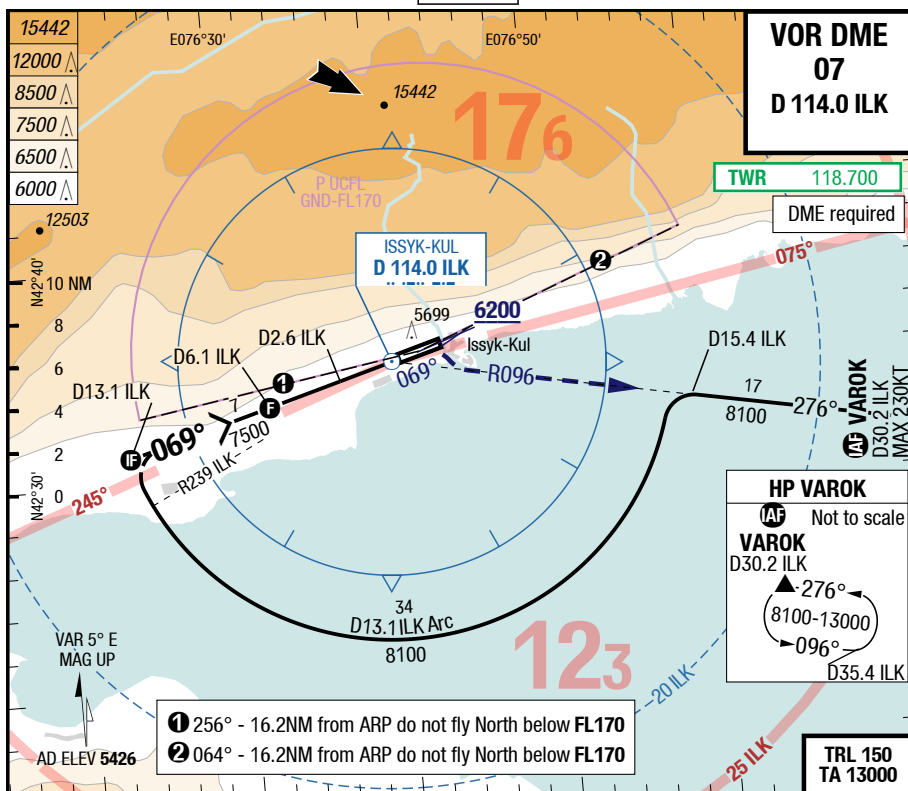 15442
12000
8500
7500
6500
6000
E076°30'
E076°50'
15442
17 6
VOR DME
07
D 114.0 ILK
TWR 118.700
DME required
P UCFL
GND-FL170
12503
N42°40'
10 NM
8
6
4
2
0
N42°30'
ISSYK-KUL
D 114.0 ILK
2
075°
5699
6200
Issyk-Kul
D2.6 ILK
D6.1 ILK
D13.1 ILK
D15.4 ILK
1
069°
R096
F
7
7500
069°
IF
R239 ILK
245°
17
8100
276°
IAF VAROK
D30.2 ILK
MAX 230KT
HP VAROK
IAF Not to scale
VAROK
D30.2 ILK
276°
8100-13000
096°
D35.4 ILK
34
D13.1 ILK Arc
8100
12 3
20 ILK
25 ILK
VAR 5° E
MAG UP
AD ELEV 5426
1 256° - 16.2NM from ARP do not fly North below FL170
2 064° - 16.2NM from ARP do not fly North below FL170
TRL 150
TA 13000